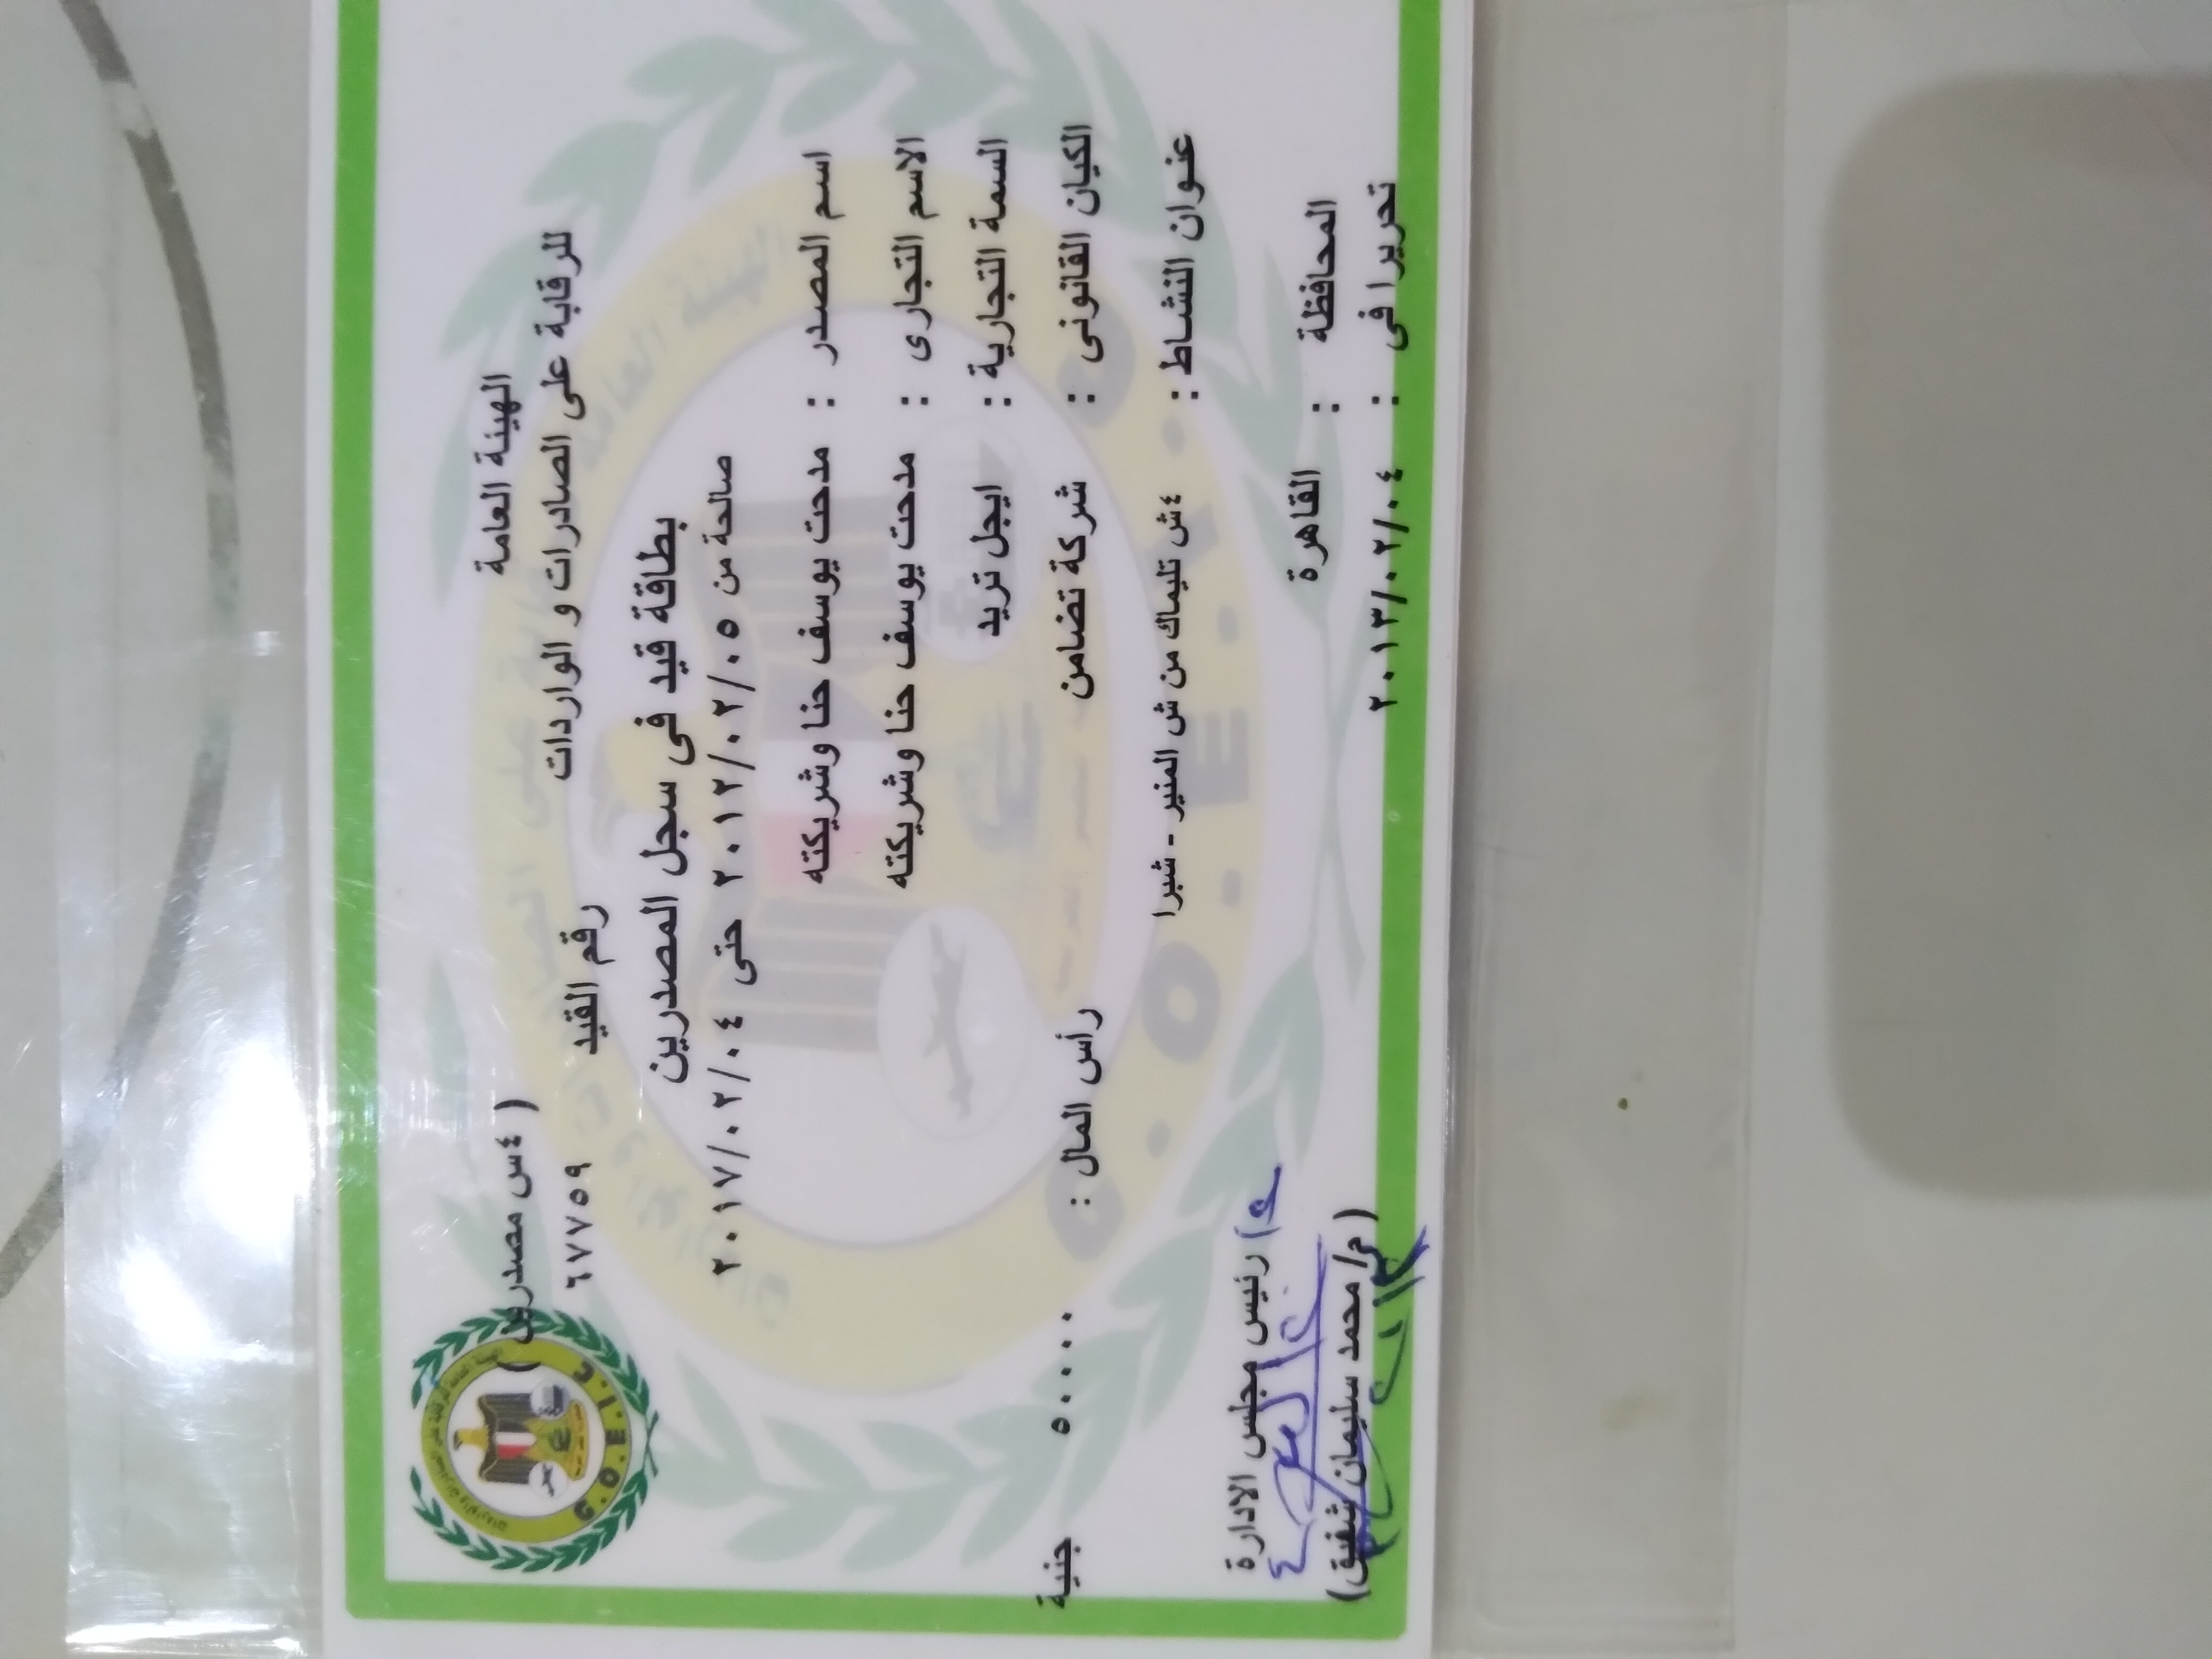 الهيئة العامة
للرقابة على الصادرات و الواردات
( ٤س مصدرين )
رقم القيد ٦٧٧٥٩
بطاقة قيد فى سجل المصدرين
صالحة من ٢٠١٢/٠٢/٠٥ حتى ٢٠١٧/٠٢/٠٤
اسم المصدر : مدحت يوسف حنا وشريكته
الاسم التجارى : مدحت يوسف حنا وشريكته
السمة التجارية : ايجل تريد
الكيان القانونى : شركة تضامن رأس المال : ٥٠٠٠٠ جنية
عنوان النشاط : ٤ش تليماك من ش المنير - شبرا
المحافظة : القاهرة
تحريرا فى : ٢٠١٣/٠٢/٠٤
رئيس مجلس الادارة
(م/ محمد سليمان شفيق)
G.O.E.I.C